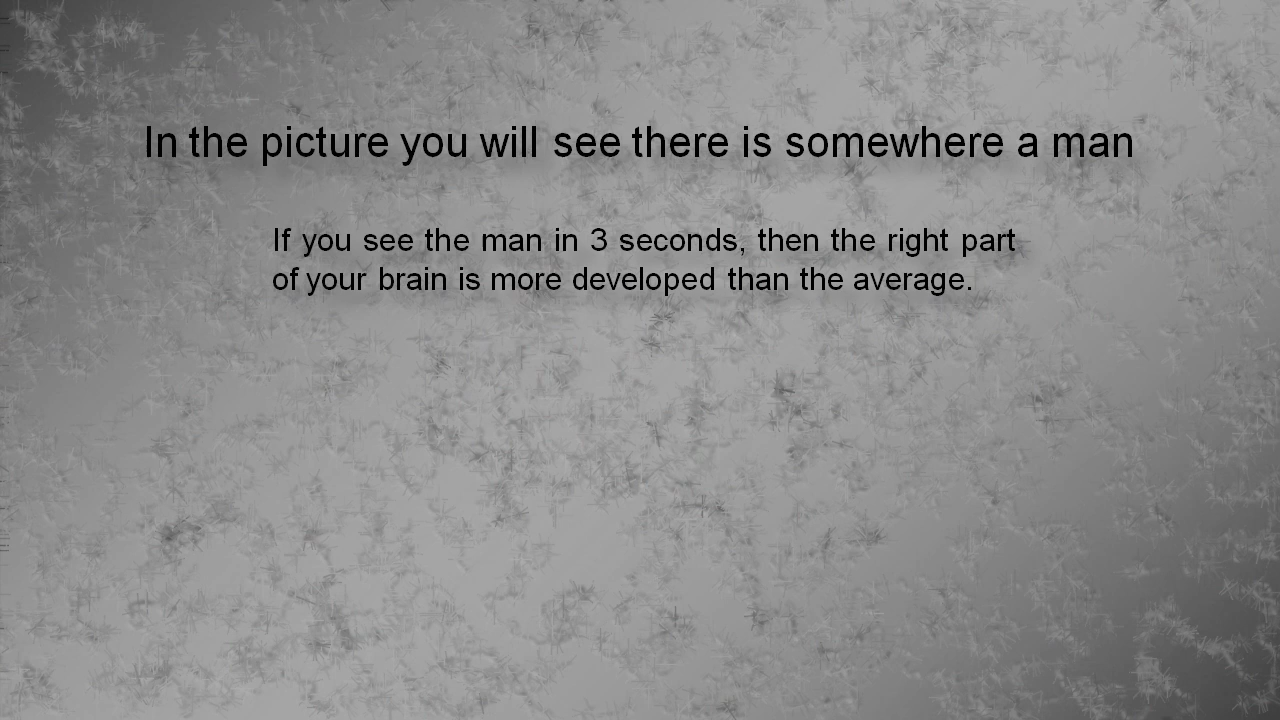 In the picture you will see there is somewhere a man
If you see the man in 3 seconds, then the right part
of your brain is more developed than the average.